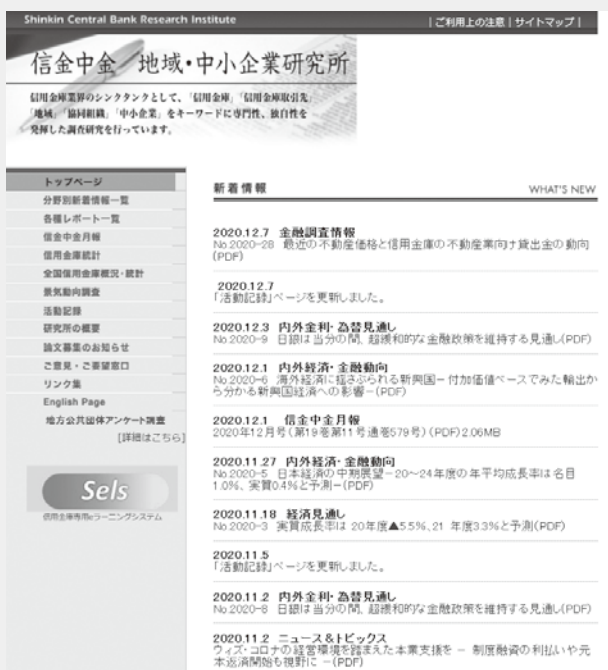 Shinkin Central Bank Research Institute
| ご利用上の注意 | サイトマップ |
信金中金 地域・中小企業研究所
信用金庫業界のシンクタンクとして、「信用金庫」「信用金庫取引先」
「地域」「協同組織」「中小企業」をキーワードに専門性、独自性を
発揮した調査研究を行っています。
トップページ
分野別新着情報一覧
各種レポート一覧
信金中金月報
信用金庫統計
全国信用金庫概況・統計
景気動向調査
活動記録
研究所の概要
論文募集のお知らせ
ご意見・ご要望窓口
リンク集
English Page
地方公共団体アンケート調査
[詳細はこちら]
Sels
信用金庫専用eラーニングシステム
新着情報
WHAT'S NEW
2020.12.7 金融調査情報
No.2020-28 最近の不動産価格と信用金庫の不動産業向け貸出金の動向
(PDF)
2020.12.7
「活動記録」ページを更新しました。
2020.12.3 内外金利・為替見通し
No.2020-9 日銀は当分の間、超緩和的な金融政策を維持する見通し(PDF)
2020.12.1 内外経済・金融動向
No.2020-6 海外経済に揺さぶられる新興国－付加価値ベースでみた輸出か
ら分かる新興国経済への影響－(PDF)
2020.12.1 信金中金月報
2020年12月号(第19巻第11号通巻579号)(PDF)2.06MB
2020.11.27 内外経済・金融動向
No.2020-5 日本経済の中期展望－20～24年度の年平均成長率は名目
1.0%、実質0.4%と予測－(PDF)
2020.11.18 経済見通し
No.2020-3 実質成長率は 20年度▲5.5%、21 年度3.3%と予測(PDF)
2020.11.5
「活動記録」ページを更新しました。
2020.11.2 内外金利・為替見通し
No.2020-8 日銀は当分の間、超緩和的な金融政策を維持する見通し(PDF)
2020.11.2 ニュース&トピックス
ウィズ・コロナの経営環境を踏まえた本業支援を － 制度融資の利払いや元
本返済開始も視野に －(PDF)